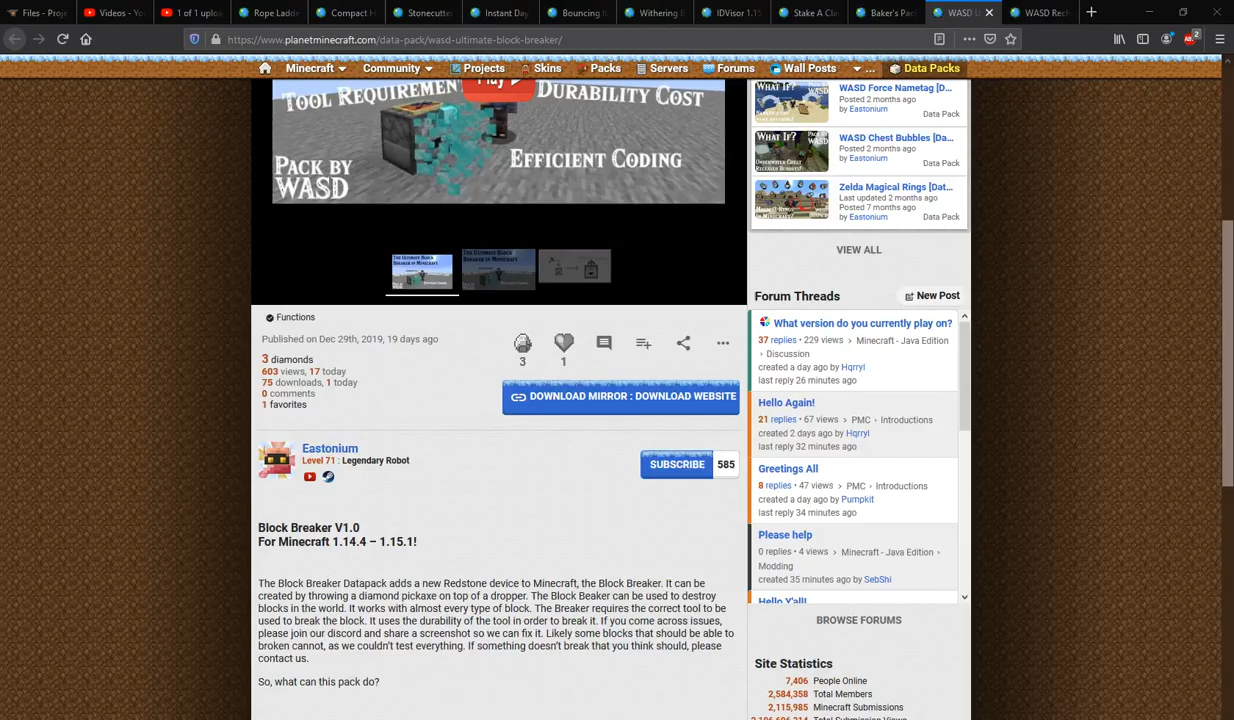 Files - Proje
Videos - Yo
1 of 1 uplo
Rope Ladd
Compact H
Stonecutter
Instant Day
Bouncing It
Withering B
IDVisor 1.15
Stake A Cla
Baker's Pac
WASD U
WASD Rech
https://www.planetminecraft.com/data-pack/wasd-ultimate-block-breaker/
2
Minecraft
Community
Projects
Skins
Packs
Servers
Forums
Wall Posts
...
Data Packs
TOOL REQUIREMEN
Play
DURABILITY COST
EFFICIENT CODING
PACK BY
WASD
WHAT IF?
WASD Force Nametag [D...
Posted 2 months ago
by Eastonium
Data Pack
WHAT IF?
WASD Chest Bubbles [Da...
Posted 2 months ago
by Eastonium
Data Pack
Zelda Magical Rings [Dat...
Last updated 2 months ago
Posted 7 months ago
by Eastonium
Data Pack
VIEW ALL
Functions
Published on Dec 29th, 2019, 19 days ago
3 diamonds
603 views, 17 today
75 downloads, 1 today
0 comments
1 favorites
3
1
DOWNLOAD MIRROR : DOWNLOAD WEBSITE
Eastonium
Level 71 : Legendary Robot
SUBSCRIBE 585
Block Breaker V1.0
For Minecraft 1.14.4 – 1.15.1!
The Block Breaker Datapack adds a new Redstone device to Minecraft, the Block Breaker. It can be
created by throwing a diamond pickaxe on top of a dropper. The Block Beaker can be used to destroy
blocks in the world. It works with almost every type of block. The Breaker requires the correct tool to be
used to break the block. It uses the durability of the tool in order to break it. If you come across issues,
please join our discord and share a screenshot so we can fix it. Likely some blocks that should be able to
broken cannot, as we couldn't test everything. If something doesn't break that you think should, please
contact us.
So, what can this pack do?
Forum Threads
New Post
What version do you currently play on?
37 replies • 229 views • Minecraft - Java Edition
› Discussion
created a day ago by Hqrryl
last reply 26 minutes ago
Hello Again!
21 replies • 67 views • PMC › Introductions
created 2 days ago by Hqrryl
last reply 32 minutes ago
Greetings All
8 replies • 47 views • PMC › Introductions
created a day ago by Pumpkit
last reply 34 minutes ago
Please help
0 replies • 4 views • Minecraft - Java Edition ›
Modding
created 35 minutes ago by SebShi
Hello Y'all!
BROWSE FORUMS
Site Statistics
7,406 People Online
2,584,358 Total Members
2,115,985 Minecraft Submissions
Total Submission Views